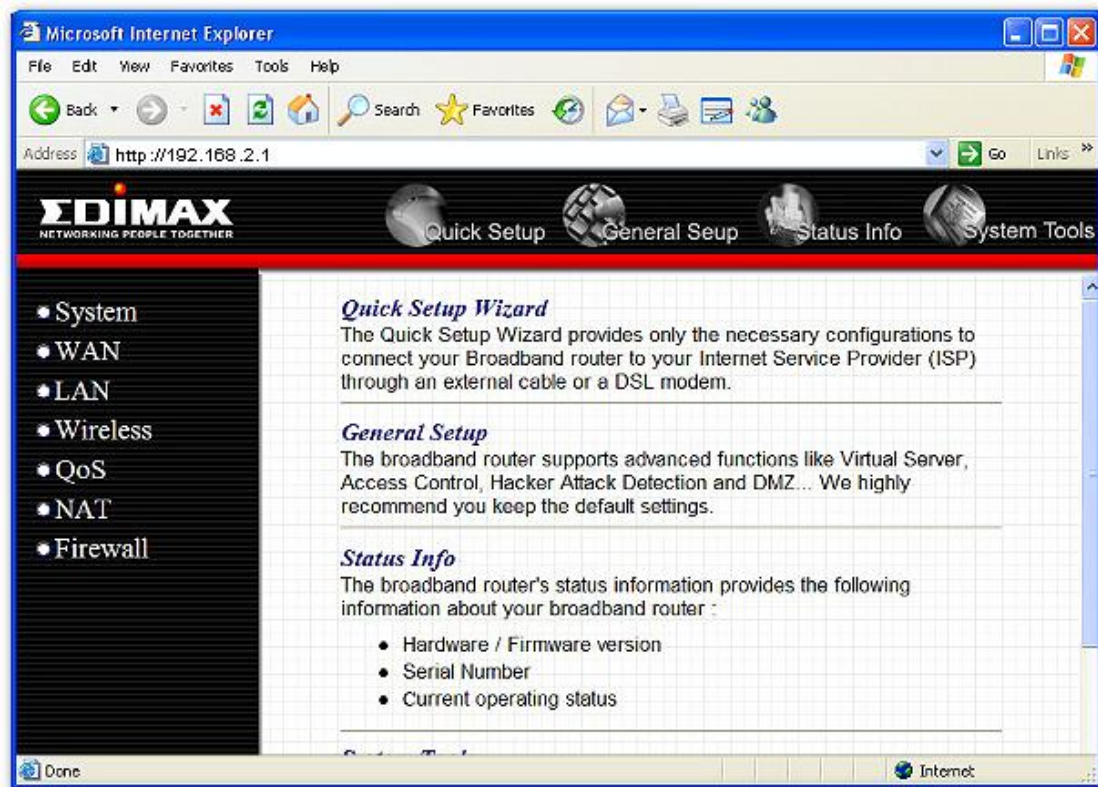 Microsoft Internet Explorer
File Edit View Favorites Tools Help
Back Search Favorites
Address http://192.168.2.1 Go Links »
EDIMAX
NETWORKING PEOPLE TOGETHER
Quick Setup General Seup Status Info System Tools
System
WAN
LAN
Wireless
QoS
NAT
Firewall
Quick Setup Wizard
The Quick Setup Wizard provides only the necessary configurations to
connect your Broadband router to your Internet Service Provider (ISP)
through an external cable or a DSL modem.
General Setup
The broadband router supports advanced functions like Virtual Server,
Access Control, Hacker Attack Detection and DMZ... We highly
recommend you keep the default settings.
Status Info
The broadband router's status information provides the following
information about your broadband router :
Hardware / Firmware version
Serial Number
Current operating status
Done Internet